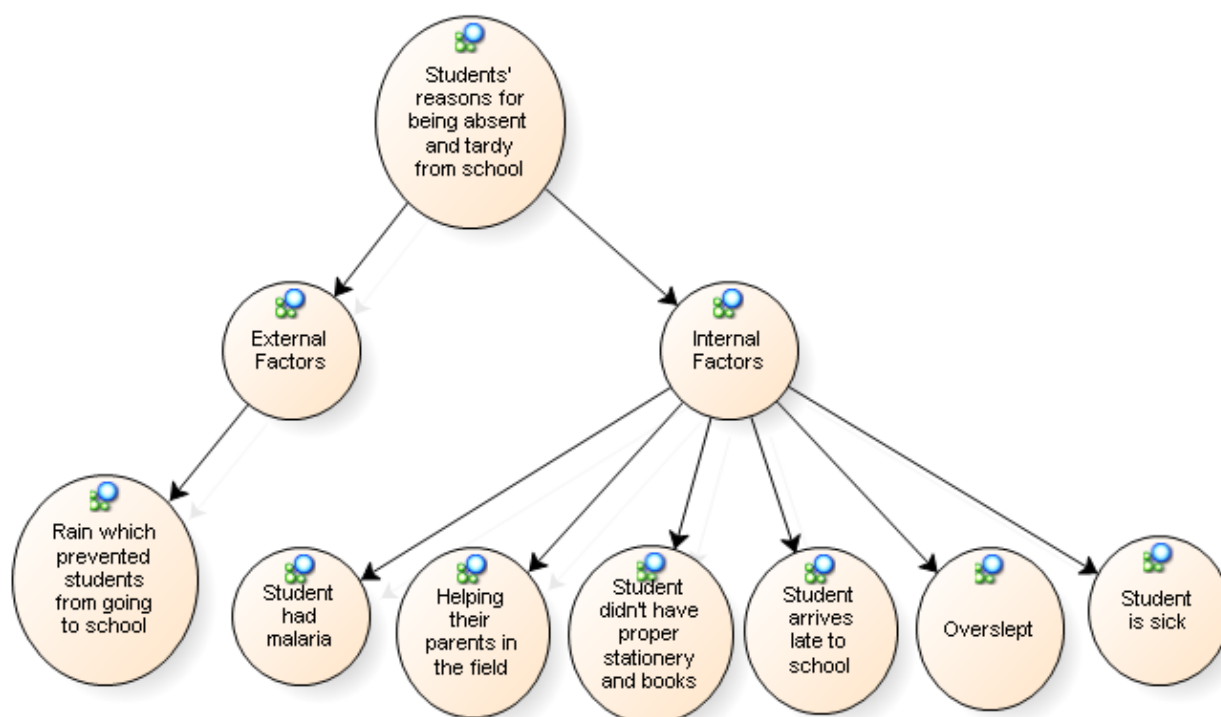 Students'
reasons for
being absent
and tardy
from school
External
Factors
Internal
Factors
Rain which
prevented
students
from going
to school
Student
had
malaria
Helping
their
parents in
the field
Student
didn't have
proper
stationery
and books
Student
arrives
late to
school
Overslept
Student
is sick